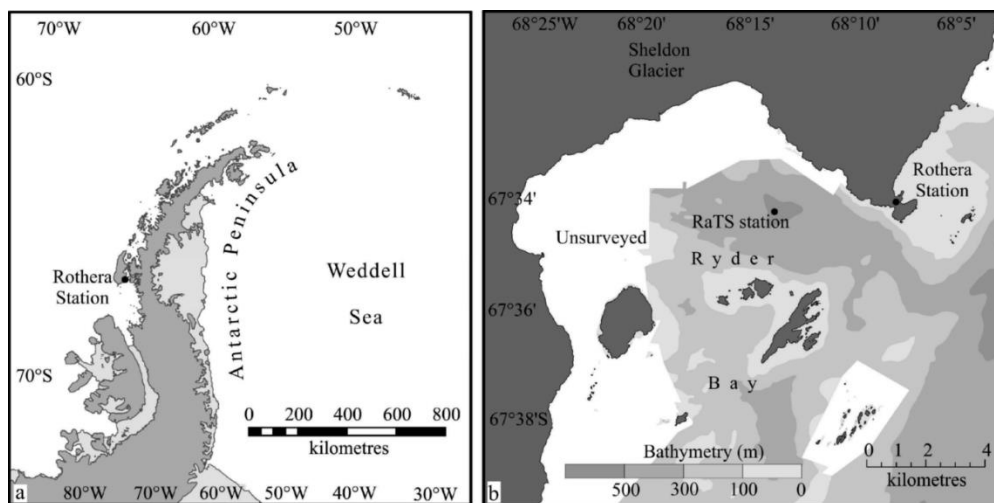 70°W 60°W 50°W
60°S
Antarctic Peninsula
Rothera
Station
Weddell
Sea
70°S
0 200 400 600 800
kilometres
a
80°W 70°W 60°W 50°W 40°W 30°W
68°25'W 68°20' 68°15' 68°10' 68°5'
Sheldon
Glacier
67°34'
Rothera
Station
RaTS station
Unsurveyed
Ryder
67°36'
Bay
67°38'S
Bathymetry (m)
500 300 100 0
0 1 2 4
kilometres
b